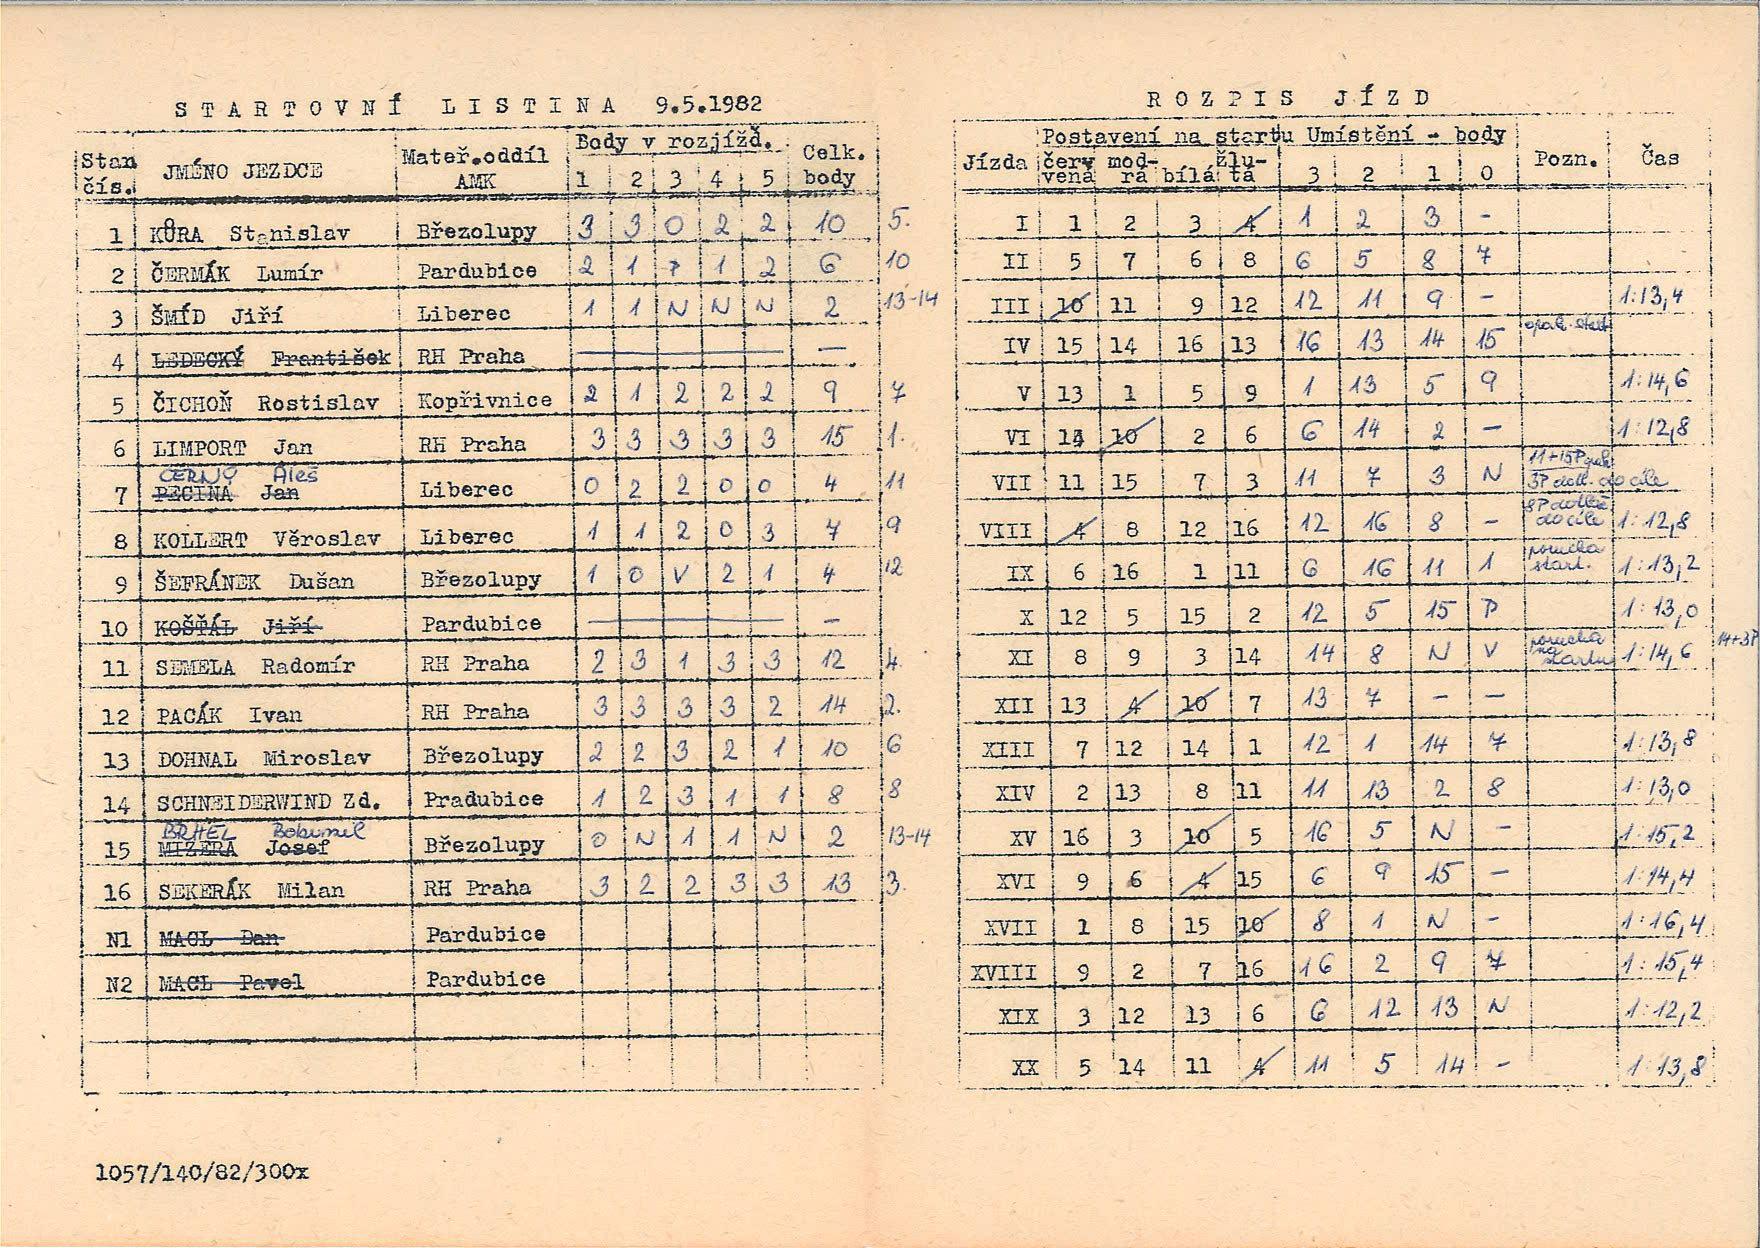 STARTOVNÍ LISTINA 9.5.1982
Stan čís. JMÉNO JEZDCE Mateř.oddíl AMK Body v rozjížď. 1 2 3 4 5 Celk. body
1 KŮRA Stanislav Březolupy 3 3 0 2 2 10 5.
2 ČERMÁK Lumír Pardubice 2 1 P 1 2 6 10
3 ŠMÍD Jiří Liberec 1 1 N N N 2 13-14
4 LEDECKÝ František RH Praha — —
5 ČICHOŇ Rostislav Kopřivnice 2 1 2 2 2 9 7
6 LIMPORT Jan RH Praha 3 3 3 3 3 15 1.
ČERNÝ Aleš
7 PECINA Jan Liberec 0 2 2 0 0 4 11
8 KOLLERT Věroslav Liberec 1 1 2 0 3 7 9
9 ŠEFRÁNEK Dušan Březolupy 1 0 V 2 1 4 12
10 KOŠŤÁL Jiří Pardubice — —
11 SEMELA Radomír RH Praha 2 3 1 3 3 12 4.
12 PACÁK Ivan RH Praha 3 3 3 3 2 14 2.
13 DOHNAL Miroslav Březolupy 2 2 3 2 1 10 6
14 SCHNEIDERWIND Zd. Pradubice 1 2 3 1 1 8 8
BRHEL Bohumil
15 MIZERA Josef Březolupy 0 N 1 1 N 2 13-14
16 SEKERÁK Milan RH Praha 3 2 2 3 3 13 3.
N1 MACL Dan Pardubice
N2 MACL Pavel Pardubice
1057/140/82/300x
ROZPIS JÍZD
Jízda Postavení na startu Umístění - body Pozn. Čas
červená modrá bílá žlutá 3 2 1 0
I 1 2 3 4 1 2 3 -
II 5 7 6 8 6 5 8 7
III 10 11 9 12 12 11 9 - 1:13,4
IV 15 14 16 13 16 13 14 15 opak. start
V 13 1 5 9 1 13 5 9 1:14,6
VI 14 10 2 6 6 14 2 - 1:12,8
VII 11 15 7 3 11 7 3 N 11+15P 3P dotl. do cíle
VIII 4 8 12 16 12 16 8 - 8P dotlač do cíle 1:12,8
IX 6 16 1 11 6 16 11 1 porucha start. 1:13,2
X 12 5 15 2 12 5 15 P 1:13,0
XI 8 9 3 14 14 8 N V porucha na startu 1:14,6 14+3P
XII 13 4 10 7 13 7 - -
XIII 7 12 14 1 12 1 14 7 1:13,8
XIV 2 13 8 11 11 13 2 8 1:13,0
XV 16 3 10 5 16 5 N - 1:15,2
XVI 9 6 4 15 6 9 15 - 1:14,4
XVII 1 8 15 10 8 1 N - 1:16,4
XVIII 9 2 7 16 16 2 9 7 1:15,4
XIX 3 12 13 6 6 12 13 N 1:12,2
XX 5 14 11 4 11 5 14 - 1:13,8